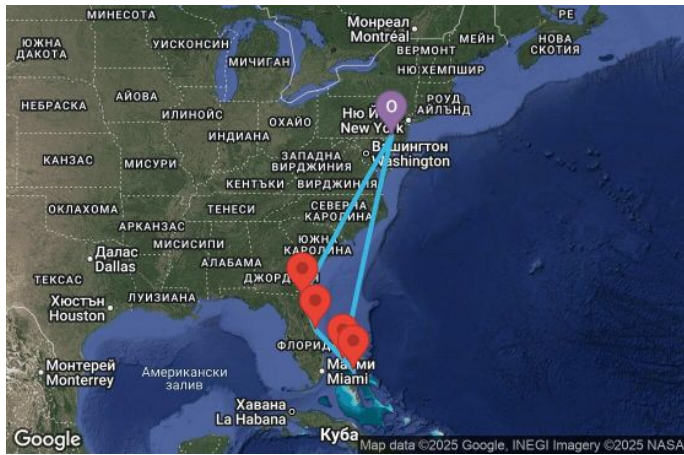 МИНЕСОТА
ЮЖНА
ДАКОТА
УИСКОНСИН
МИЧИГАН
Монреал
Montréal
ВЕРМОНТ
МЕЙН
РЕ
НОВА
СКОТИЯ
НЮ ХЕМПШИР
НЕБРАСКА
АЙОВА
ИЛИНОЙС
ИНДИАНА
ОХАЙО
O
Ню Й
New York
РОУД
АЙЛЪНД
КАНЗАС
МИСУРИ
ЗАПАДНА
ВИРДЖИНИЯ
Вашингтон
Washington
КЕНТЪКИ
ВИРДЖИНИЯ
ОКЛАХОМА
АРКАНЗАС
ТЕНЕСИ
СЕВЕРНА
КАРОЛИНА
МИСИСИПИ
АЛАБАМА
ЮЖНА
КАРОЛИНА
ДЖОРД
Далас
Dallas
ТЕКСАС
Хюстън
Houston
ЛУИЗИАНА
ФЛОРИД
Маями
Miami
Монтерей
Monterrey
Американски
залив
Хавана
La Habana
Куба
Google
Map data ©2025 Google, INEGI Imagery ©2025 NASA